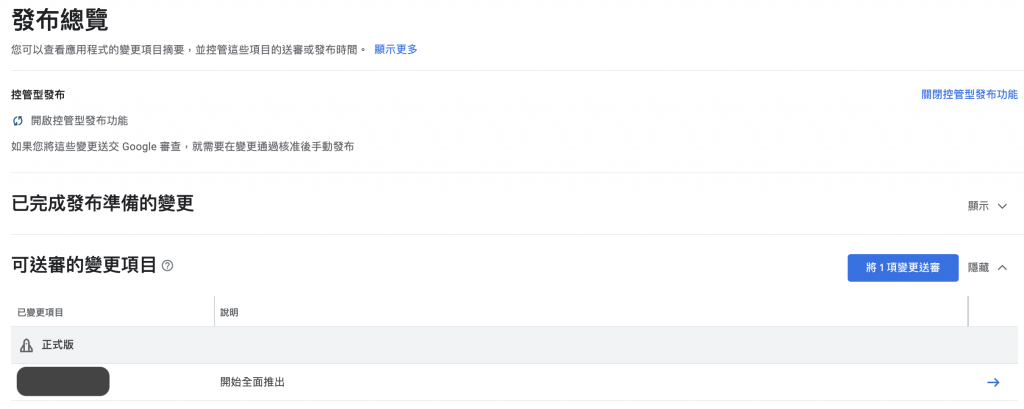 發布總覽
您可以查看應用程式的變更項目摘要，並控管這些項目的送審或發布時間。 顯示更多
控管型發布
關閉控管型發布功能
開啟控管型發布功能
如果您將這些變更送交 Google 審查，就需要在變更通過核准後手動發布
已完成發布準備的變更
顯示
可送審的變更項目
將 1 項變更送審
隱藏
已變更項目
說明
正式版
開始全面推出